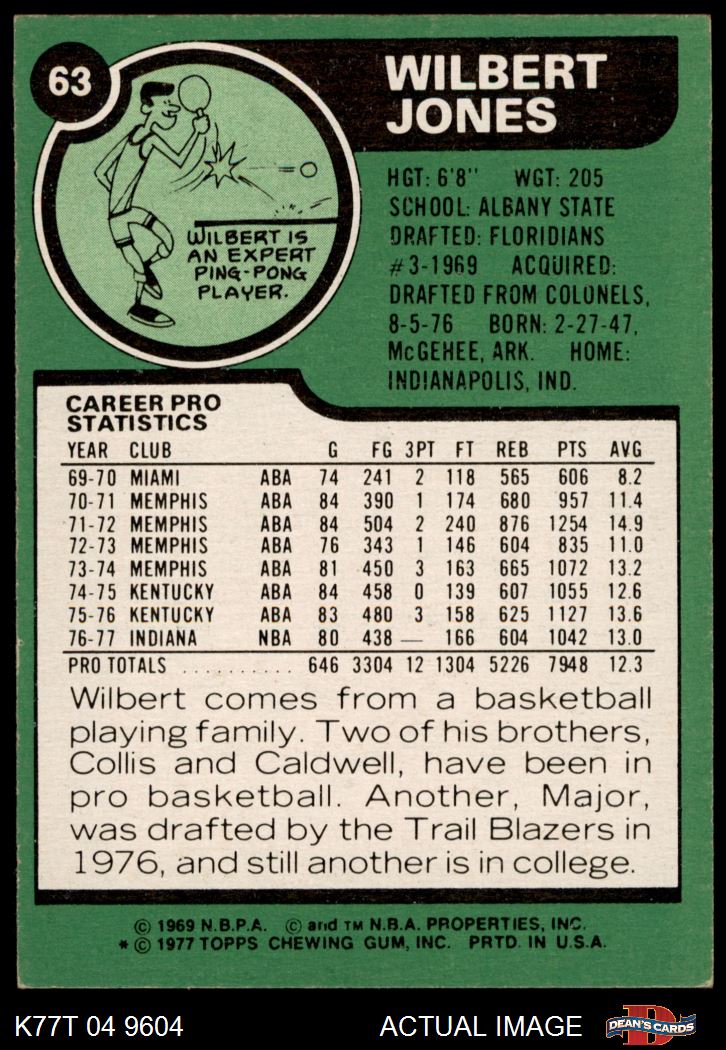 63
WILBERT
JONES
HGT: 6'8" WGT: 205
SCHOOL: ALBANY STATE
DRAFTED: FLORIDIANS
#3-1969 ACQUIRED:
DRAFTED FROM COLONELS,
8-5-76 BORN: 2-27-47,
McGEHEE, ARK. HOME:
INDIANAPOLIS, IND.
WILBERT IS
AN EXPERT
PING-PONG
PLAYER.
CAREER PRO
STATISTICS
YEAR CLUB G FG 3PT FT REB PTS AVG
69-70 MIAMI ABA 74 241 2 118 565 606 8.2
70-71 MEMPHIS ABA 84 390 1 174 680 957 11.4
71-72 MEMPHIS ABA 84 504 2 240 876 1254 14.9
72-73 MEMPHIS ABA 76 343 1 146 604 835 11.0
73-74 MEMPHIS ABA 81 450 3 163 665 1072 13.2
74-75 KENTUCKY ABA 84 458 0 139 607 1055 12.6
75-76 KENTUCKY ABA 83 480 3 158 625 1127 13.6
76-77 INDIANA NBA 80 438 — 166 604 1042 13.0
PRO TOTALS .......... 646 3304 12 1304 5226 7948 12.3
Wilbert comes from a basketball
playing family. Two of his brothers,
Collis and Caldwell, have been in
pro basketball. Another, Major,
was drafted by the Trail Blazers in
1976, and still another is in college.
© 1969 N.B.P.A. © and TM N.B.A. PROPERTIES, INC.
* © 1977 TOPPS CHEWING GUM, INC. PRTD. IN U.S.A.
K77T 04 9604 ACTUAL IMAGE D DEAN'S CARDS